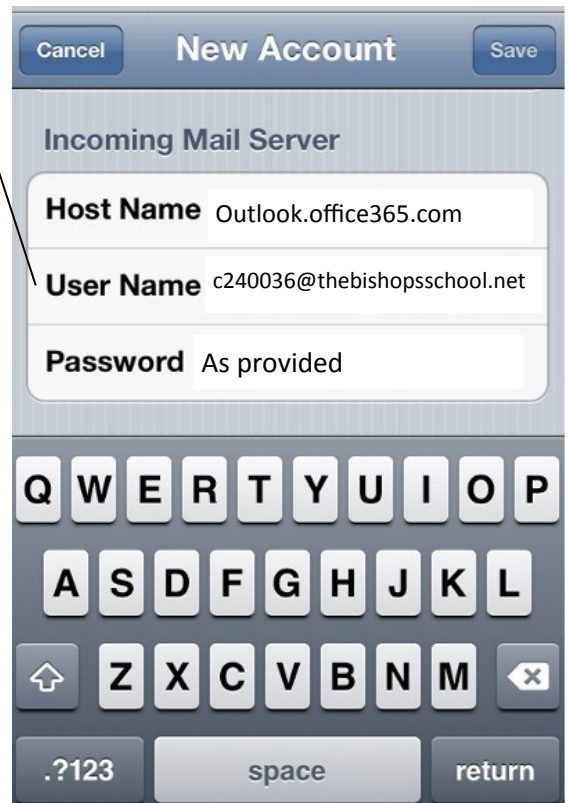 Cancel New Account Save
Incoming Mail Server
Host Name Outlook.office365.com
User Name c240036@thebishopsschool.net
Password As provided
Q W E R T Y U I O P
A S D F G H J K L
Z X C V B N M
.?123 space return